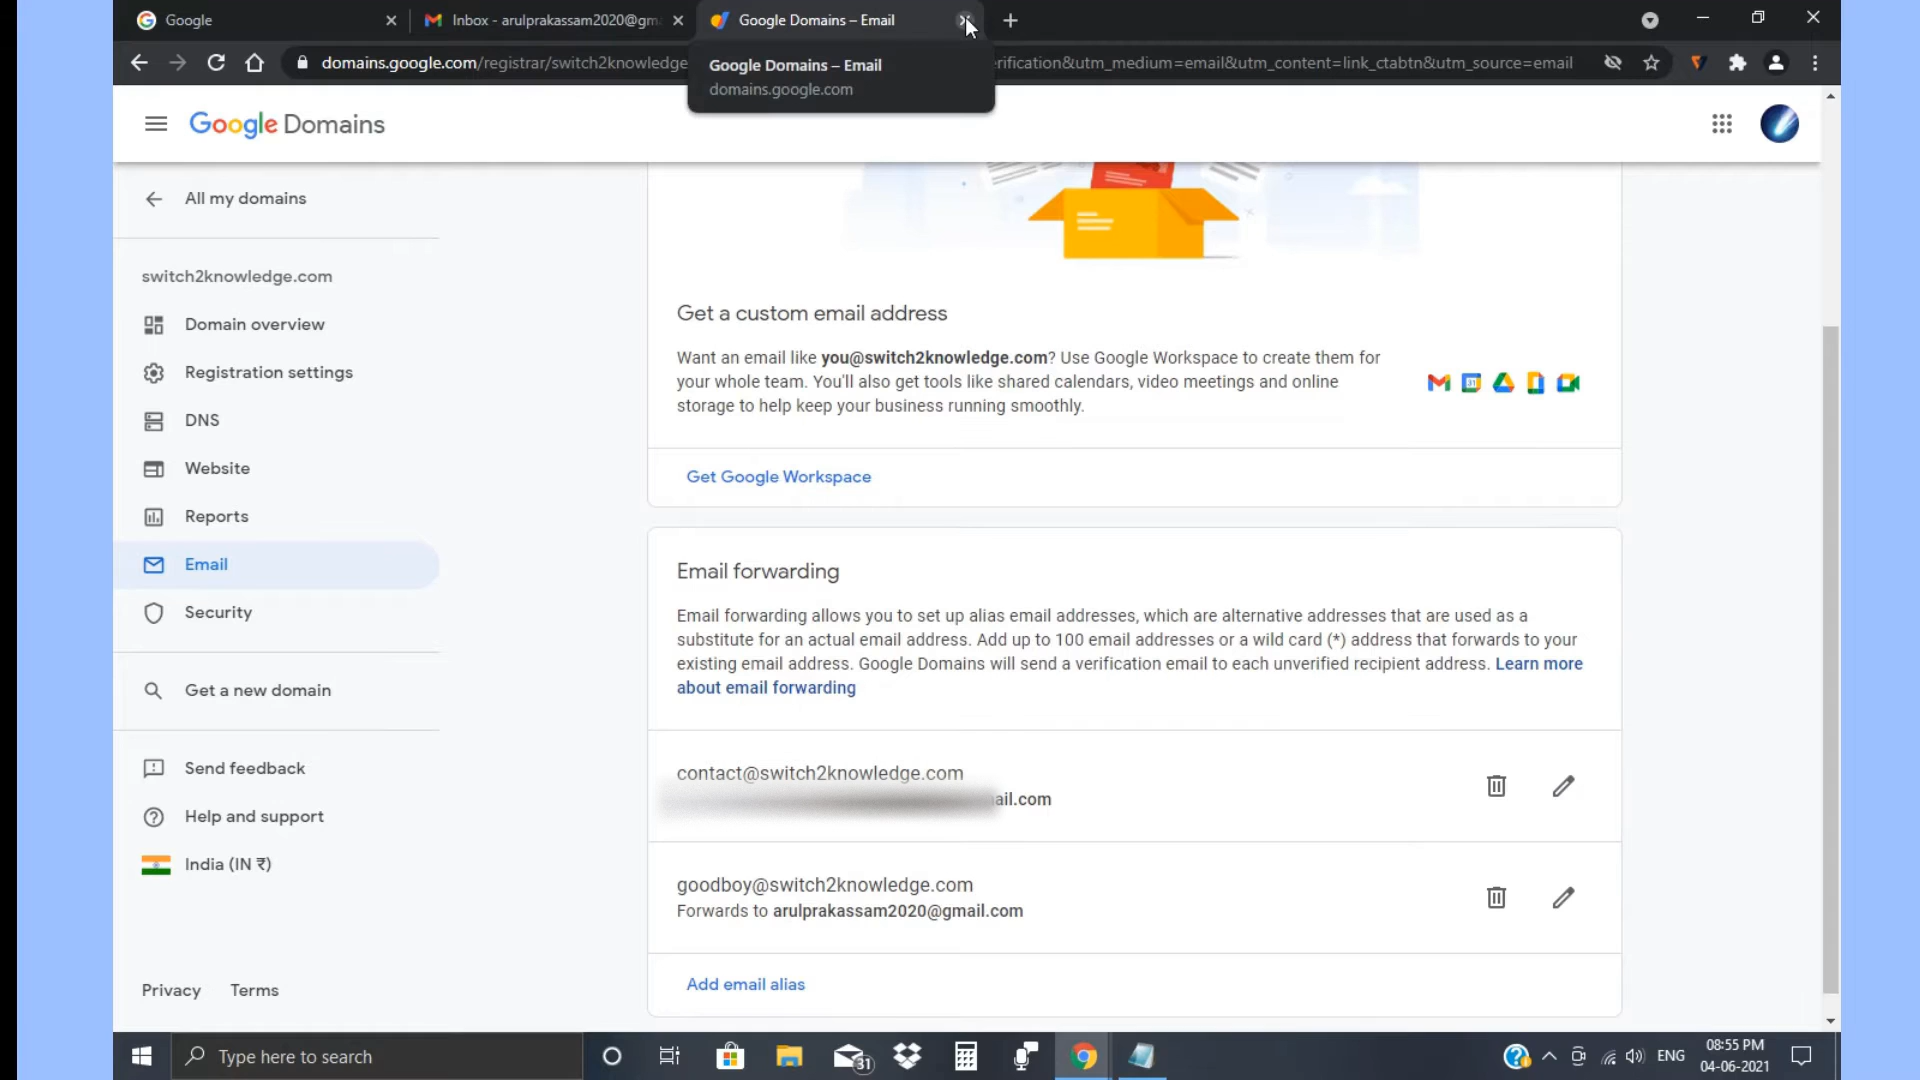 Google
Inbox - arulprakassam2020@gm
Google Domains – Email
domains.google.com/registrar/switch2knowledge
rification&utm_medium=email&utm_content=link_ctabtn&utm_source=email
Google Domains – Email
domains.google.com
Google Domains
All my domains
switch2knowledge.com
Domain overview
Registration settings
DNS
Website
Reports
Email
Security
Get a new domain
Send feedback
Help and support
India (IN ₹)
Privacy Terms
Get a custom email address
Want an email like you@switch2knowledge.com? Use Google Workspace to create them for
your whole team. You'll also get tools like shared calendars, video meetings and online
storage to help keep your business running smoothly.
31
Get Google Workspace
Email forwarding
Email forwarding allows you to set up alias email addresses, which are alternative addresses that are used as a
substitute for an actual email address. Add up to 100 email addresses or a wild card (*) address that forwards to your
existing email address. Google Domains will send a verification email to each unverified recipient address. Learn more
about email forwarding
contact@switch2knowledge.com
ail.com
goodboy@switch2knowledge.com
Forwards to arulprakassam2020@gmail.com
Add email alias
Type here to search
31
ENG
08:55 PM
04-06-2021